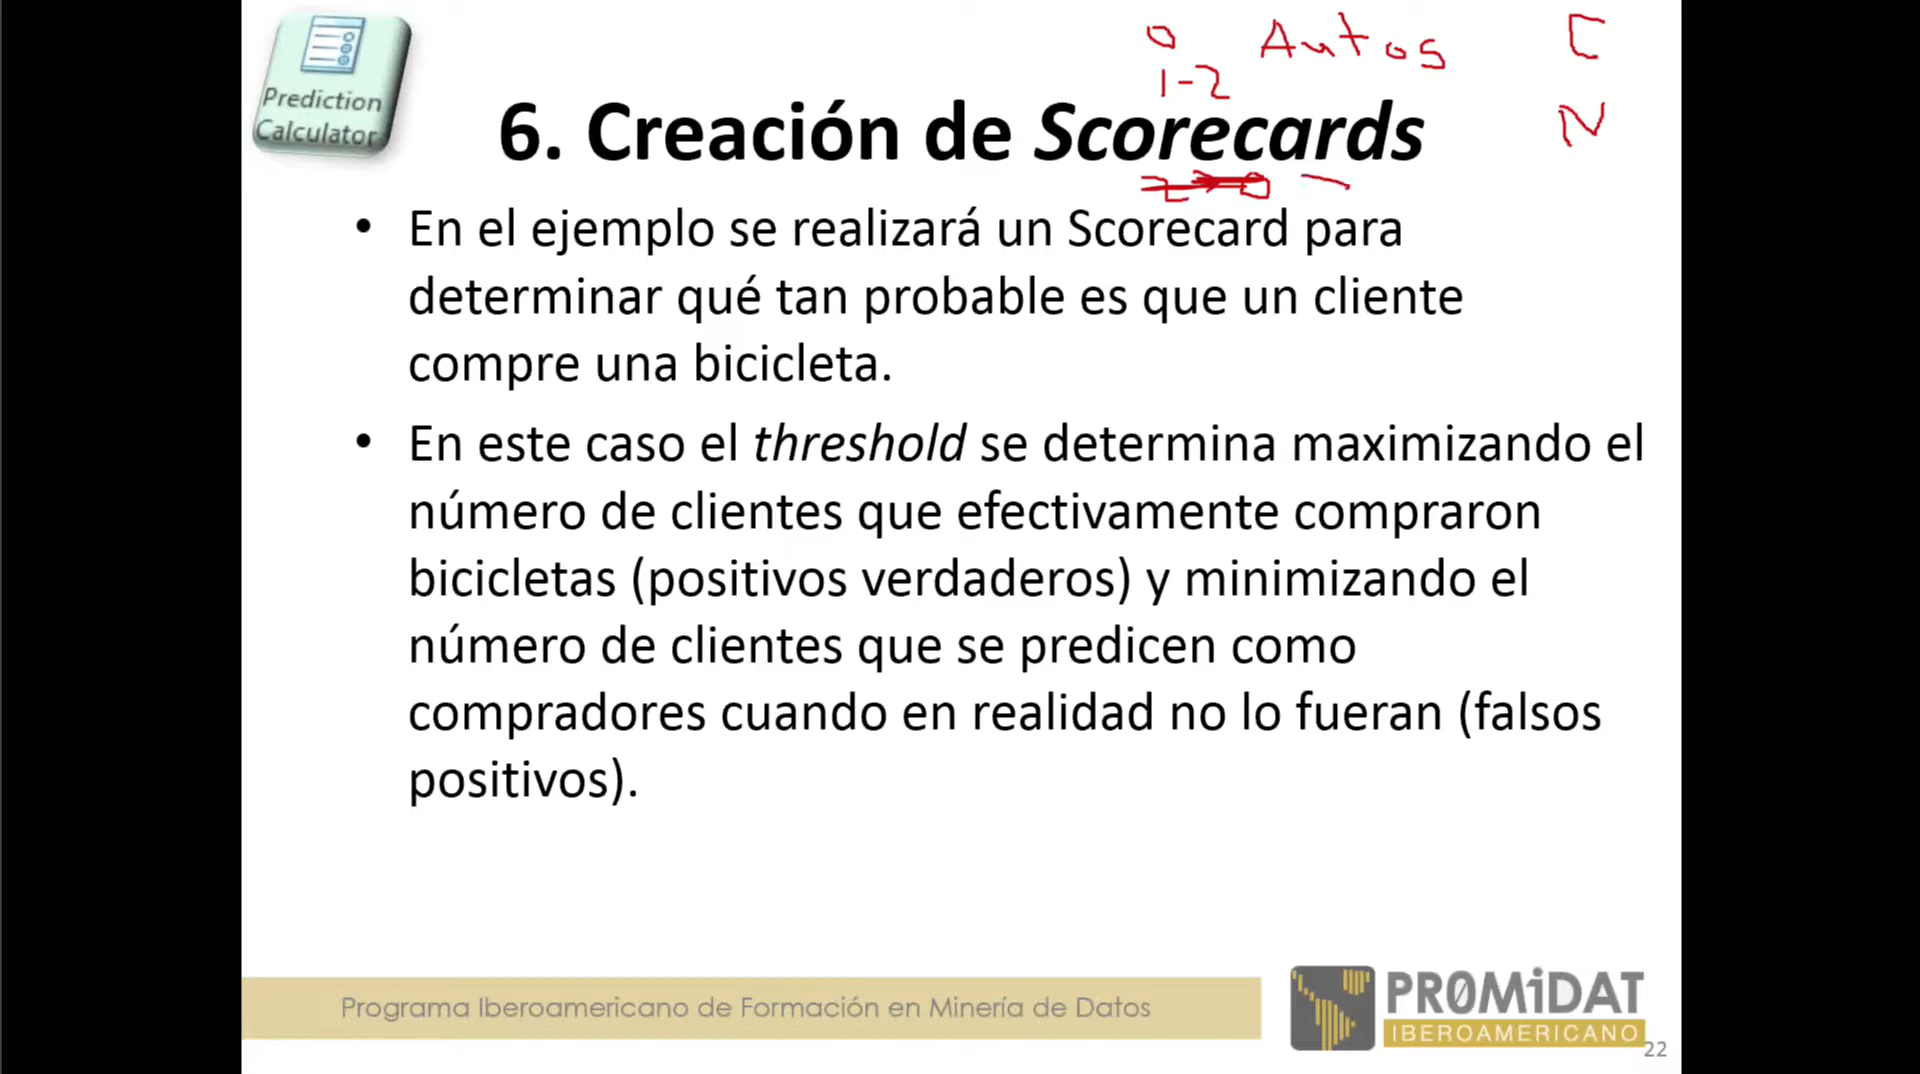 Prediction
Calculator
0 Autos C
1-2
N
6. Creación de Scorecards
• En el ejemplo se realizará un Scorecard para
determinar qué tan probable es que un cliente
compre una bicicleta.
• En este caso el threshold se determina maximizando el
número de clientes que efectivamente compraron
bicicletas (positivos verdaderos) y minimizando el
número de clientes que se predicen como
compradores cuando en realidad no lo fueran (falsos
positivos).
Programa Iberoamericano de Formación en Minería de Datos
PR0MiDAT
IBEROAMERICANO
22